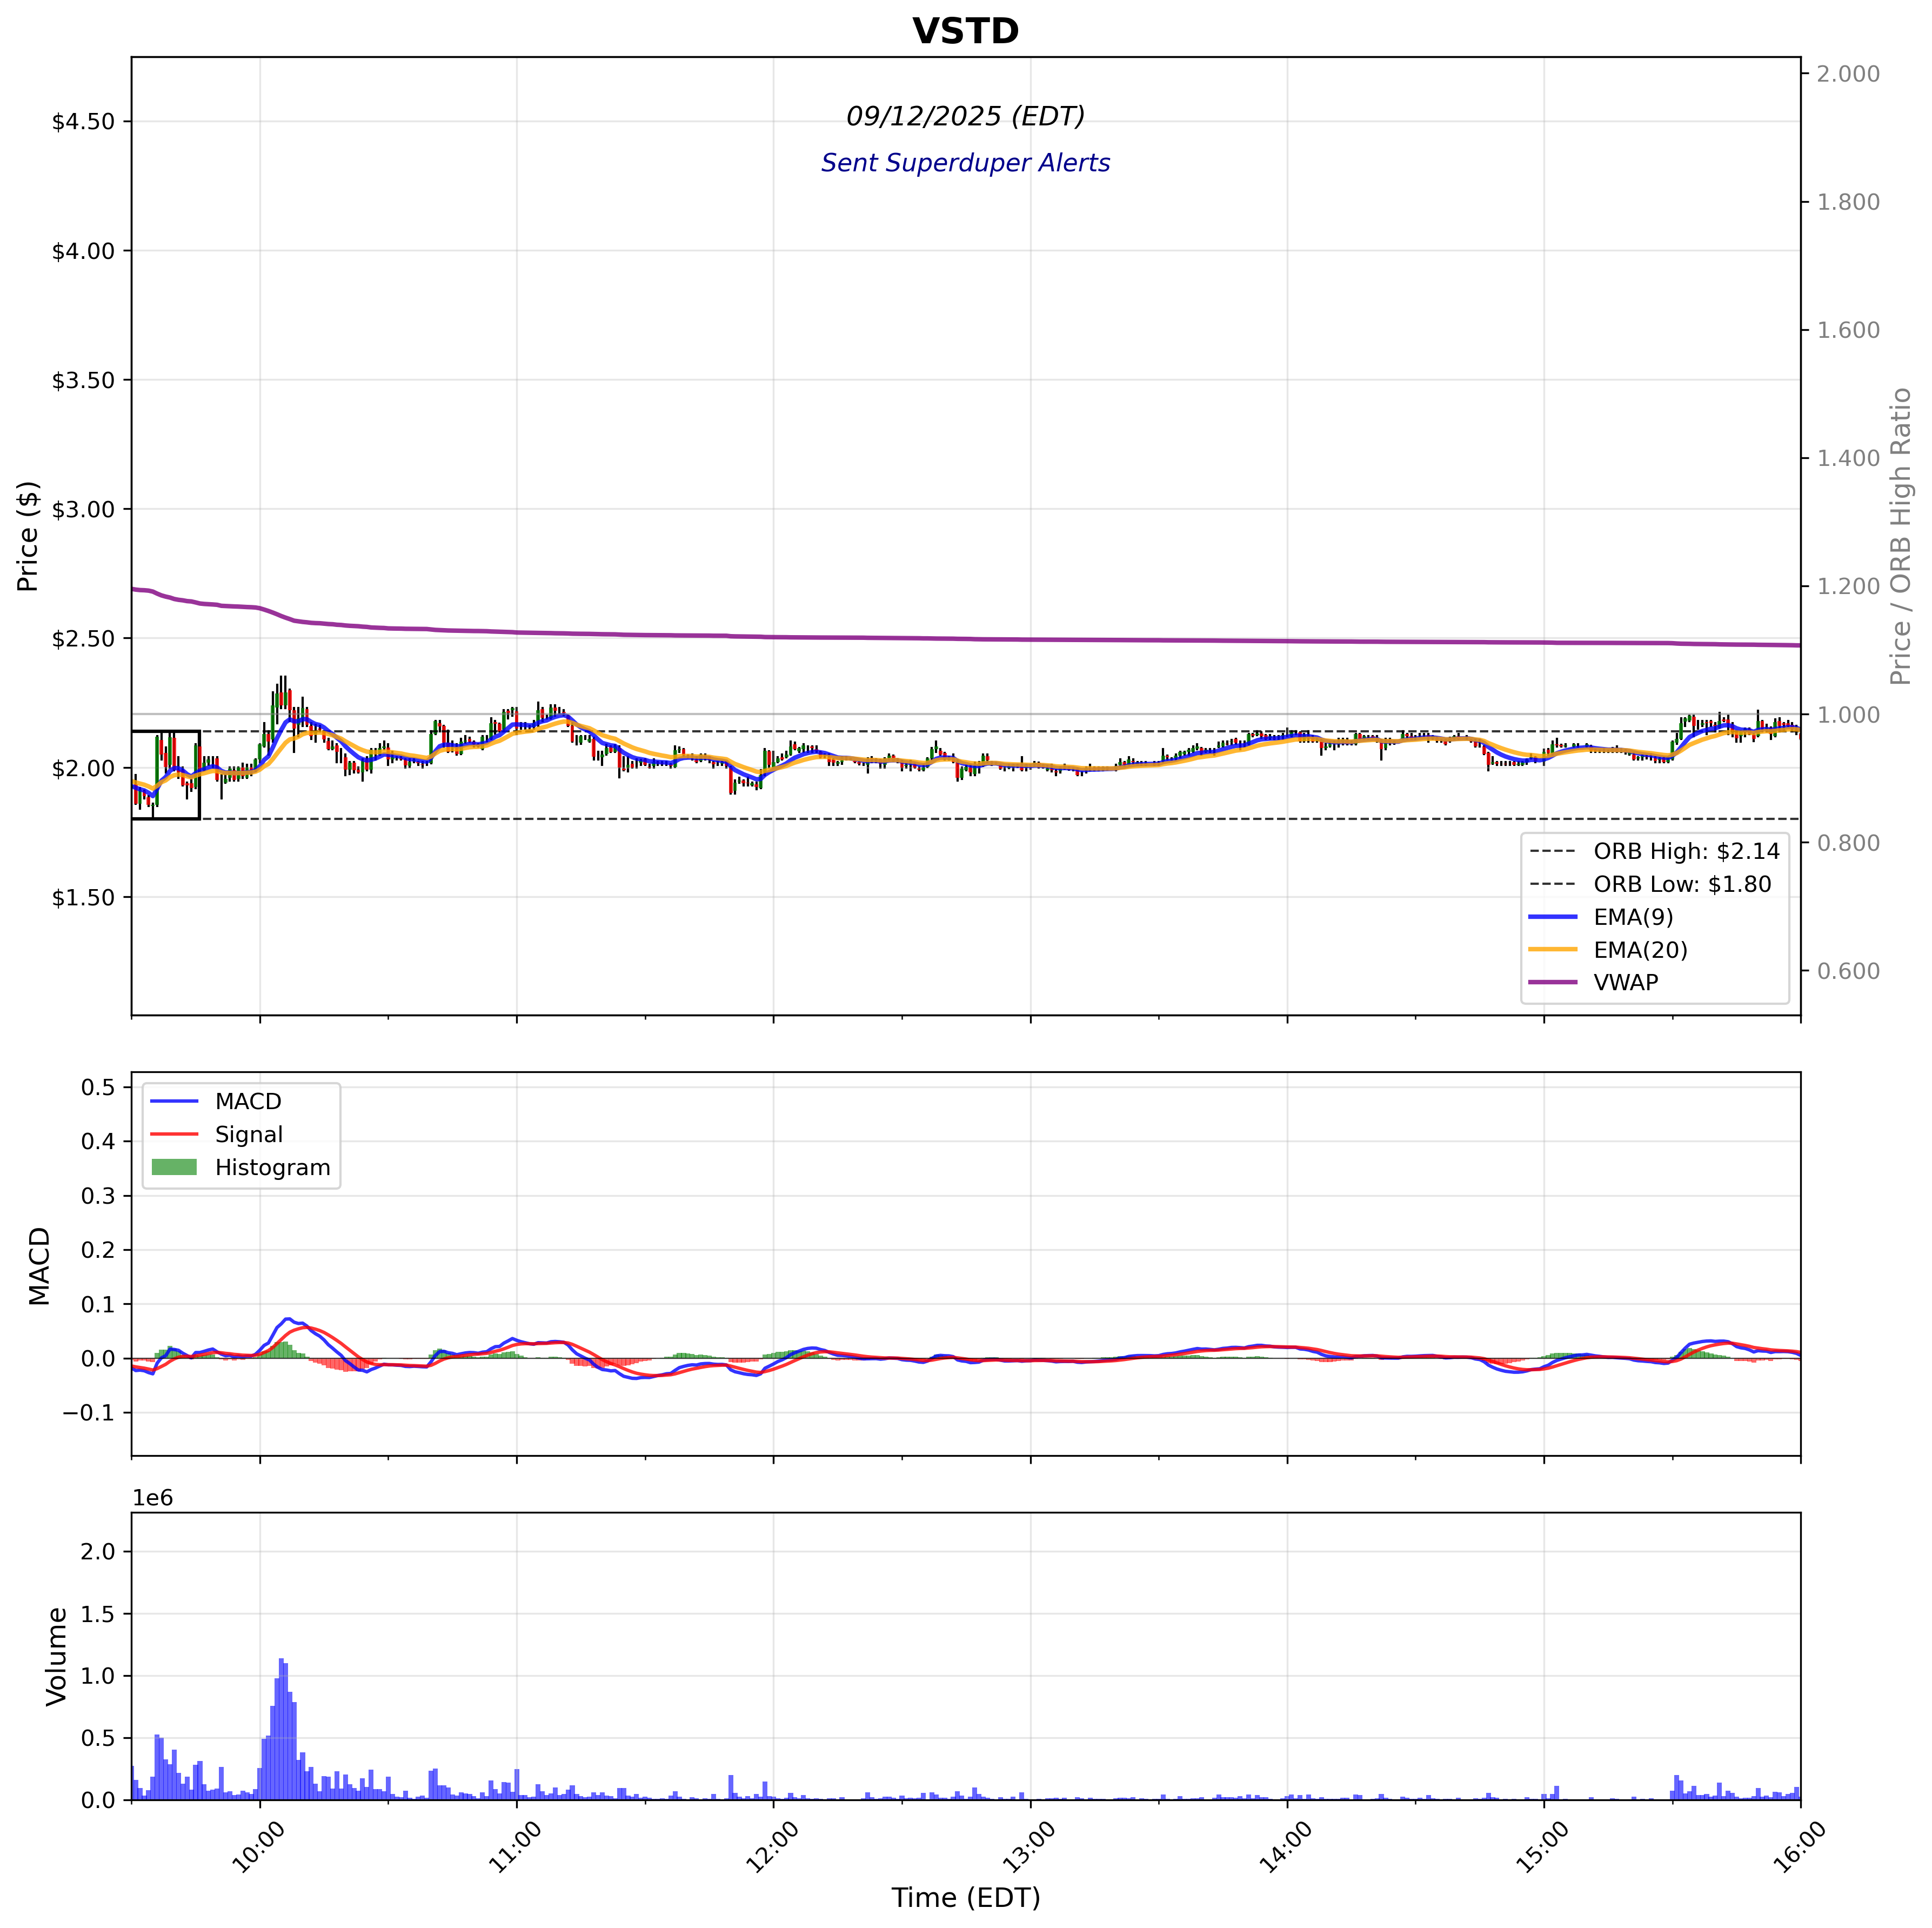 VSTD
09/12/2025 (EDT)
Sent Superduper Alerts
Price ($)
$4.50
$4.00
$3.50
$3.00
$2.50
$2.00
$1.50
2.000
1.800
1.600
1.400
1.200
1.000
0.800
0.600
Price / ORB High Ratio
ORB High: $2.14
ORB Low: $1.80
EMA(9)
EMA(20)
VWAP
MACD
0.5
0.4
0.3
0.2
0.1
0.0
−0.1
MACD
Signal
Histogram
1e6
Volume
2.0
1.5
1.0
0.5
0.0
10:00
11:00
12:00
13:00
14:00
15:00
16:00
Time (EDT)